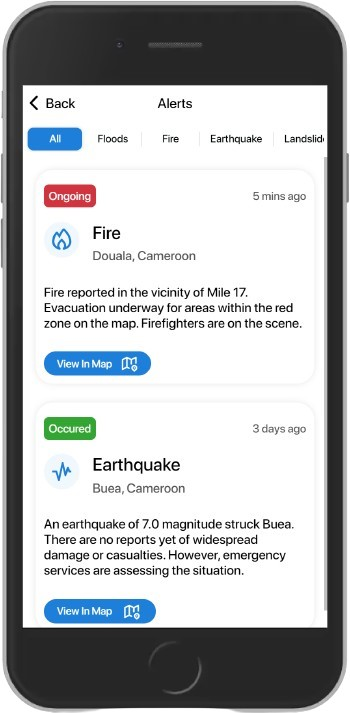 Back
Alerts
All
Floods
Fire
Earthquake
Landslid
Ongoing
5 mins ago
Fire
Douala, Cameroon
Fire reported in the vicinity of Mile 17.
Evacuation underway for areas within the red
zone on the map. Firefighters are on the scene.
View In Map
Occured
3 days ago
Earthquake
Buea, Cameroon
An earthquake of 7.0 magnitude struck Buea.
There are no reports yet of widespread
damage or casualties. However, emergency
services are assessing the situation.
View In Map